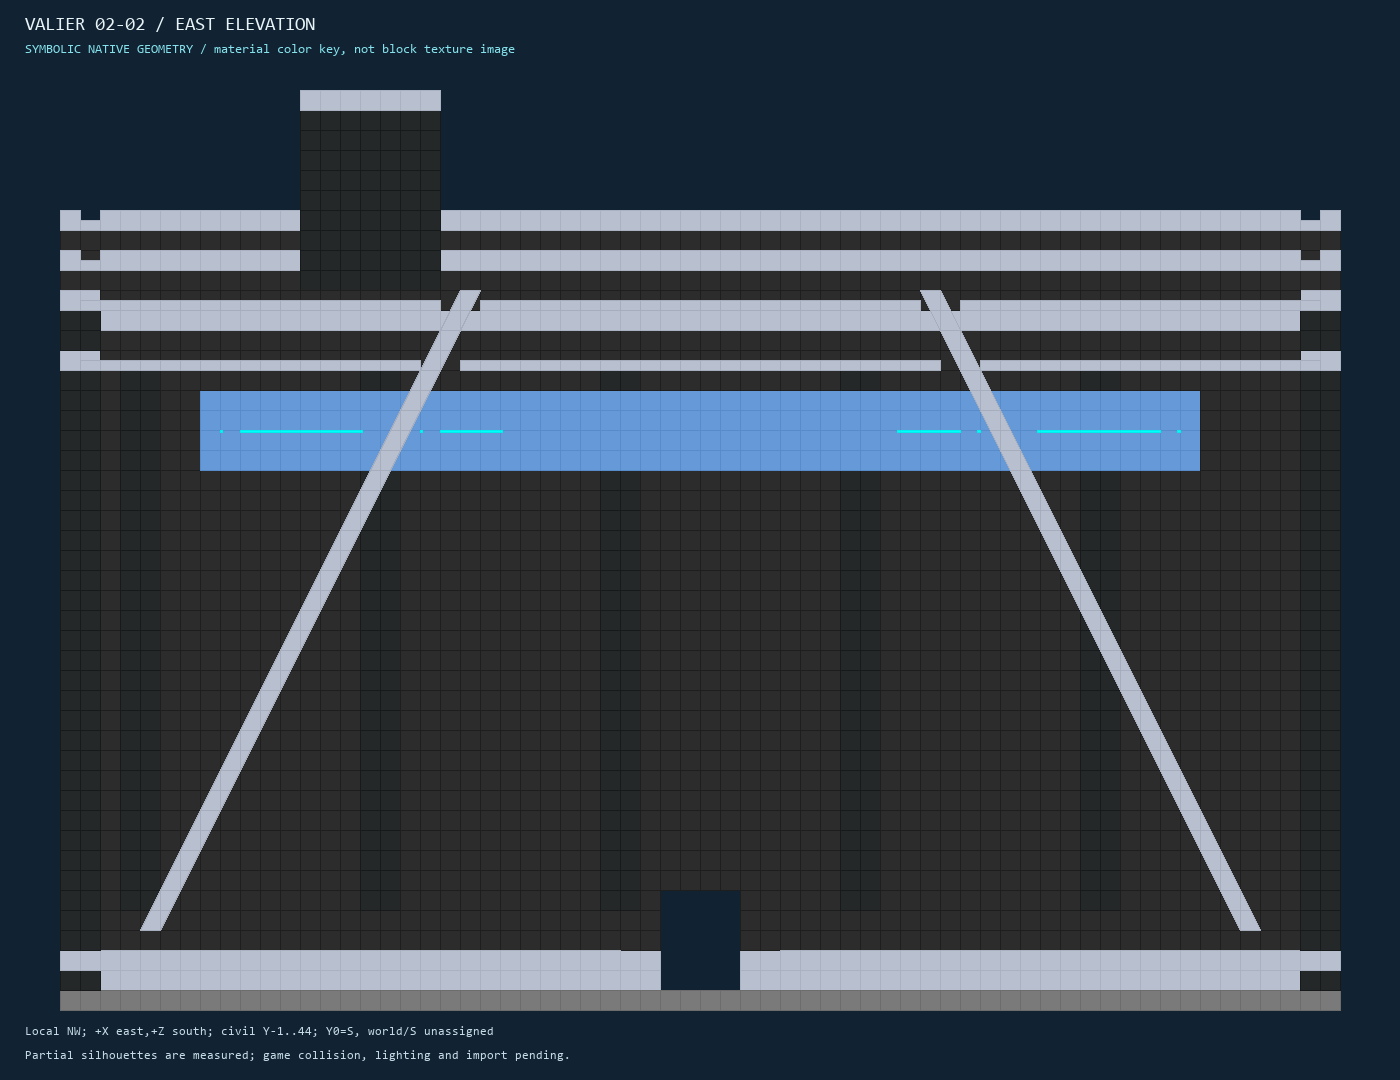 VALIER 02-02 / EAST ELEVATION
SYMBOLIC NATIVE GEOMETRY / material color key, not block texture image
Local NW; +X east,+Z south; civil Y-1..44; Y0=S, world/S unassigned
Partial silhouettes are measured; game collision, lighting and import pending.